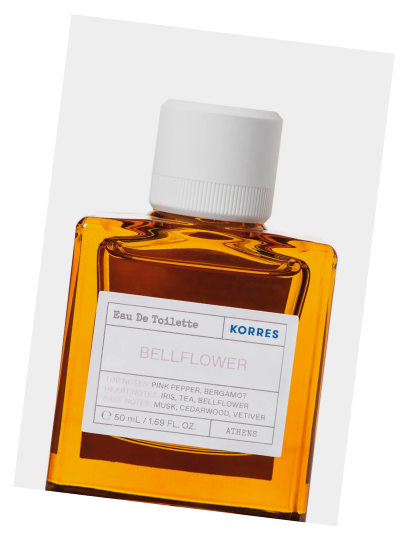 Eau De Toilette
KORRES
BELLFLOWER
TOP NOTES: PINK PEPPER, BERGAMOT
HEART NOTES: IRIS, TEA, BELLFLOWER
BASE NOTES: MUSK, CEDARWOOD, VETIVER
℮ 50 mL / 1.69 FL. OZ.
ATHENS